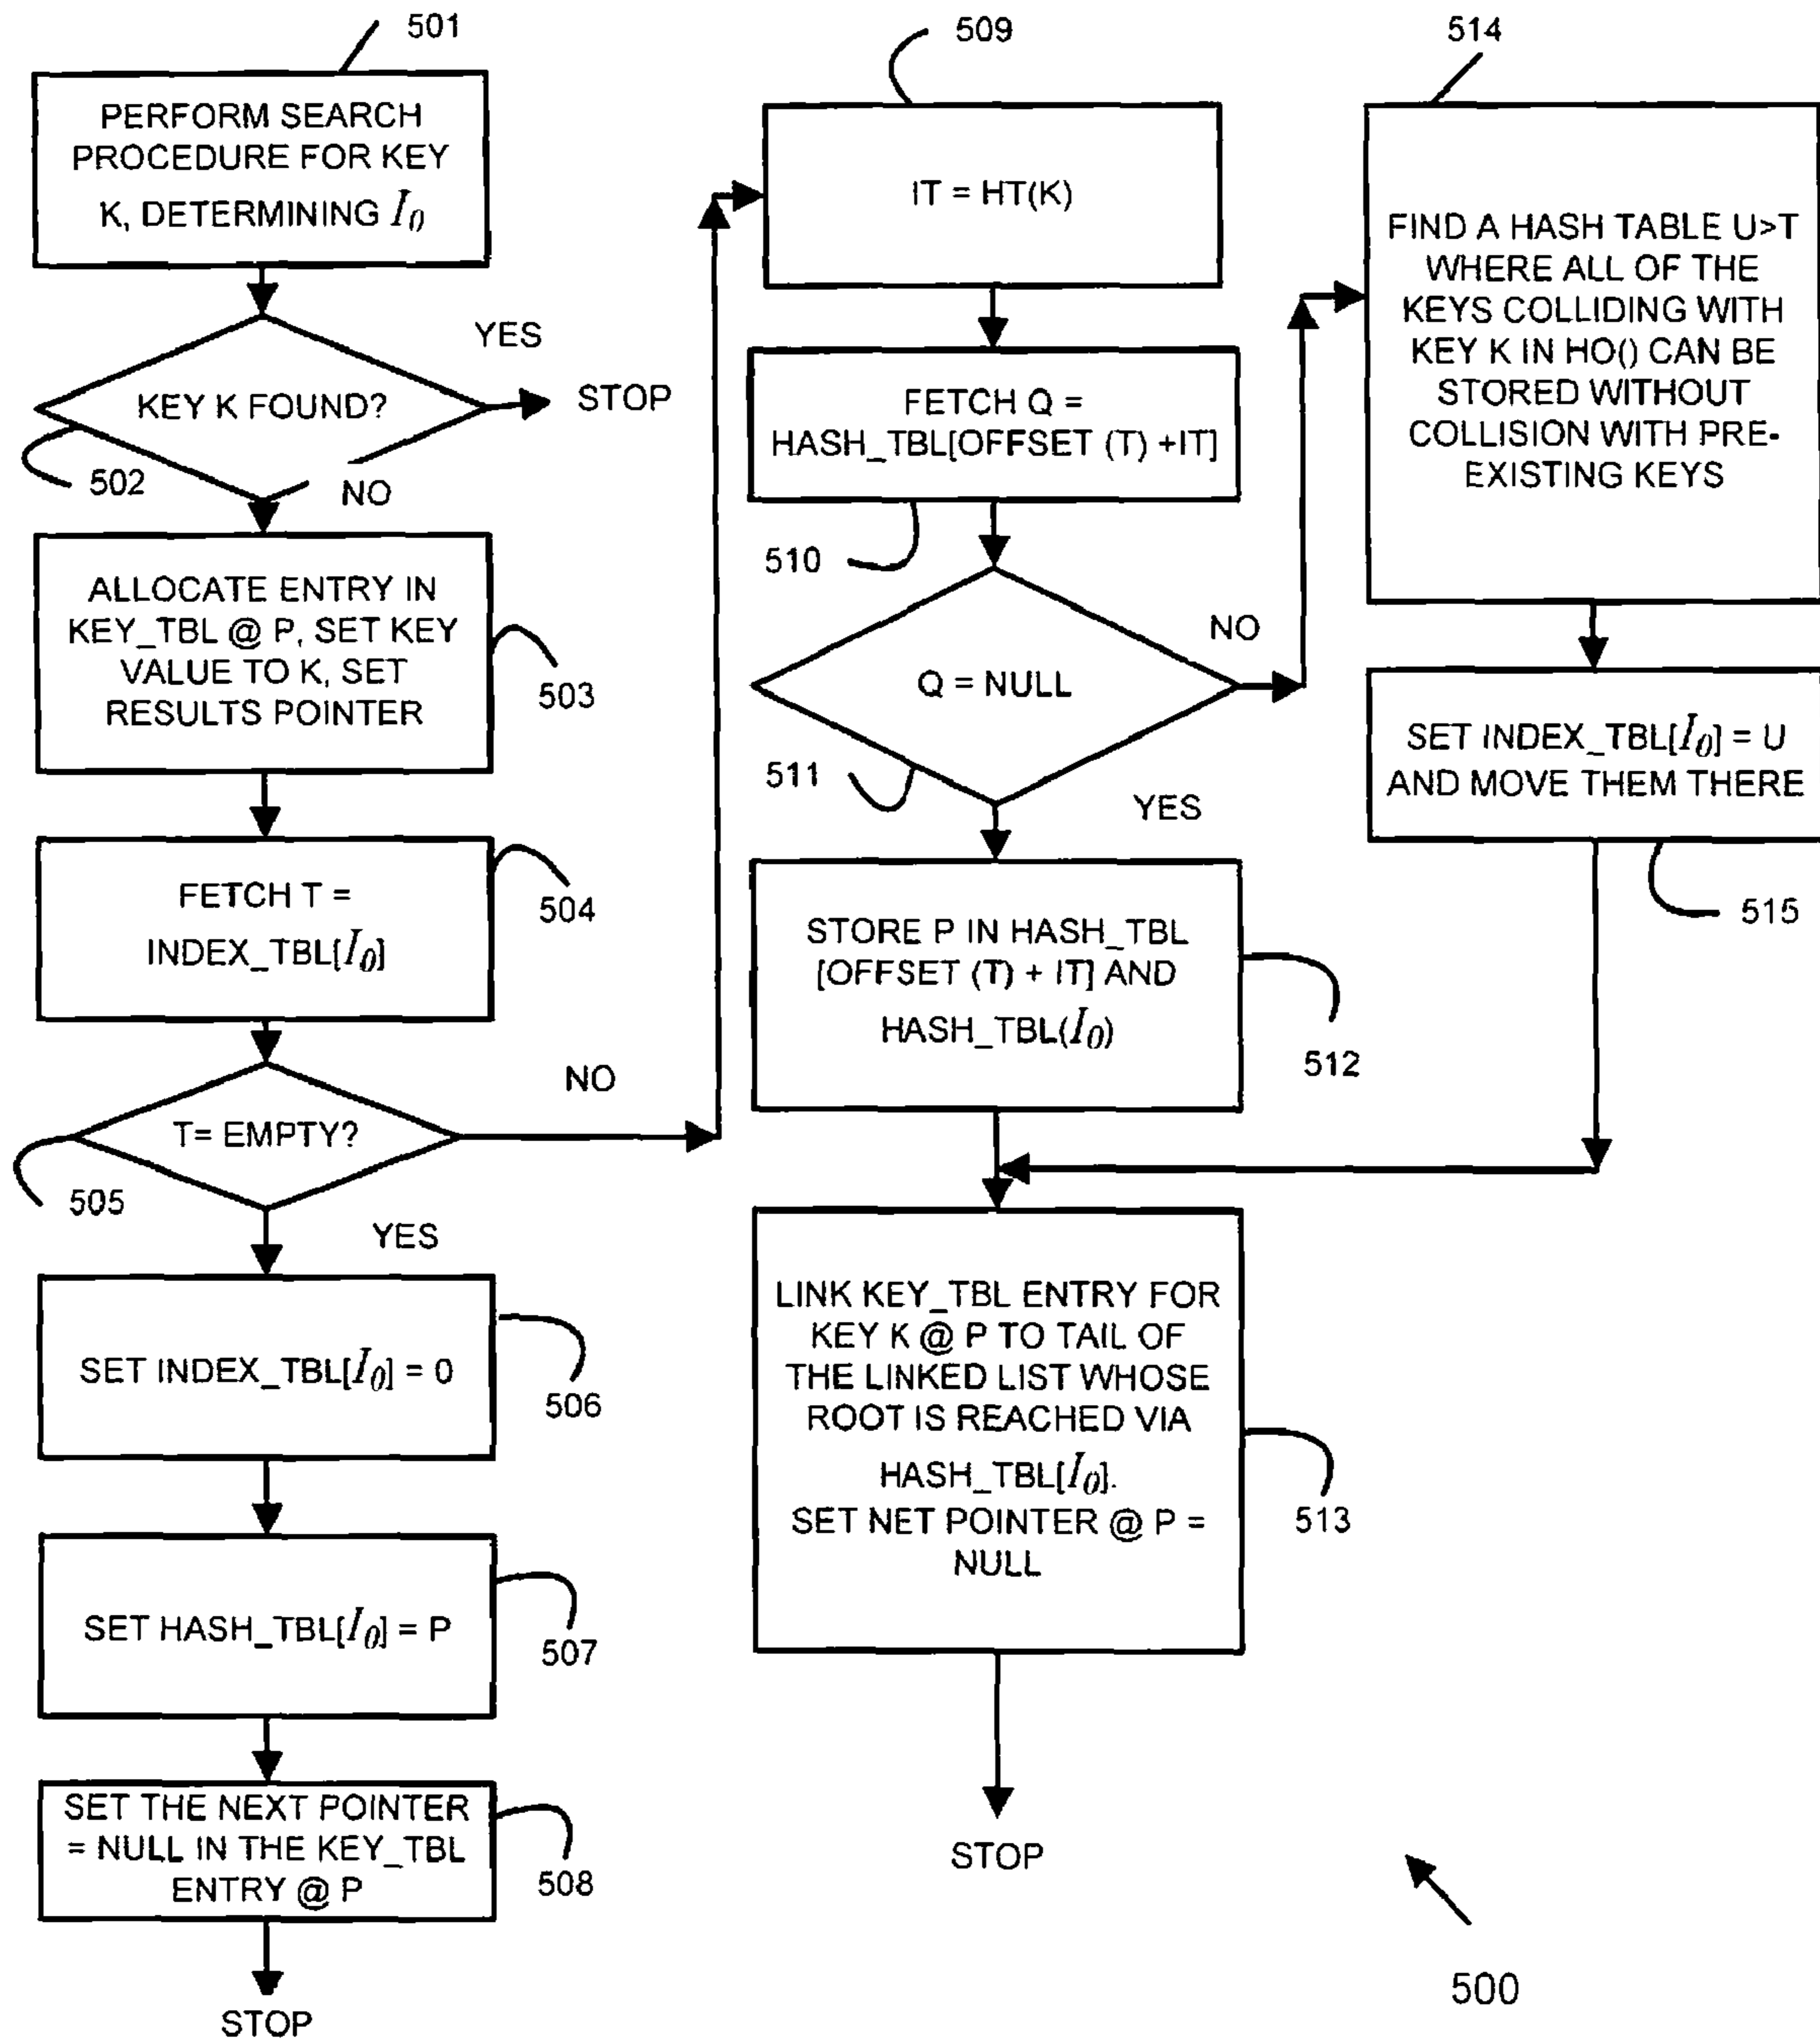 501
PERFORM SEARCH
PROCEDURE FOR KEY
K, DETERMINING I0
YES
KEY K FOUND?
STOP
502
NO
ALLOCATE ENTRY IN
KEY_TBL @ P, SET KEY
VALUE TO K, SET
RESULTS POINTER
503
FETCH T =
INDEX_TBL[I0]
504
NO
T= EMPTY?
505
YES
SET INDEX_TBL[I0] = 0
506
SET HASH_TBL[I0] = P
507
SET THE NEXT POINTER
= NULL IN THE KEY_TBL
ENTRY @ P
508
STOP
509
IT = HT(K)
FETCH Q =
HASH_TBL[OFFSET (T) +IT]
510
NO
Q = NULL
511
YES
STORE P IN HASH_TBL
[OFFSET (T) + IT] AND
HASH_TBL(I0)
512
LINK KEY_TBL ENTRY FOR
KEY K @ P TO TAIL OF
THE LINKED LIST WHOSE
ROOT IS REACHED VIA
HASH_TBL[I0].
SET NET POINTER @ P =
NULL
513
STOP
514
FIND A HASH TABLE U>T
WHERE ALL OF THE
KEYS COLLIDING WITH
KEY K IN HO() CAN BE
STORED WITHOUT
COLLISION WITH PRE-
EXISTING KEYS
SET INDEX_TBL[I0] = U
AND MOVE THEM THERE
515
500